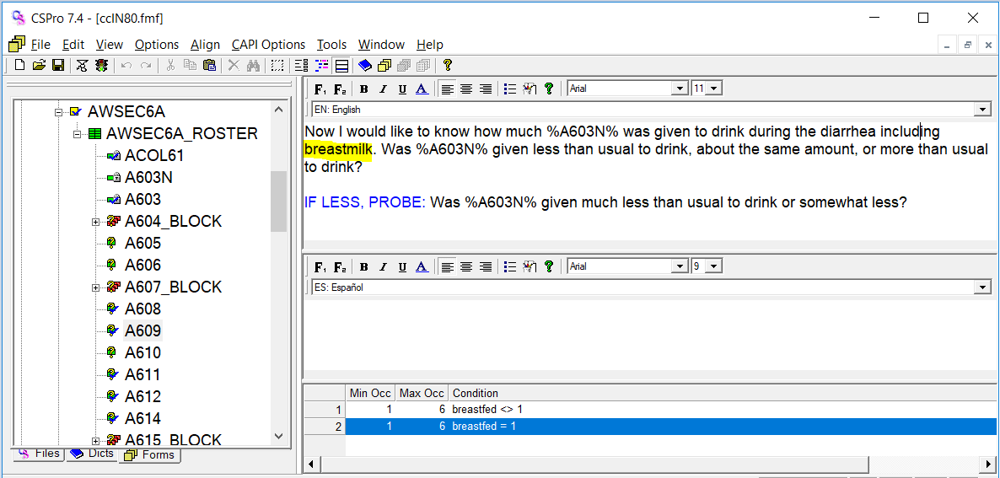 CSPro 7.4 - [ccIN80.fmf]
File Edit View Options Align CAPI Options Tools Window Help
AWSEC6A
AWSEC6A_ROSTER
ACOL61
A603N
A603
A604_BLOCK
A605
A606
A607_BLOCK
A608
A609
A610
A611
A612
A614
A615_BLOCK
Files Dicts Forms
F1 F2 B I U A Arial 11
EN: English
Now I would like to know how much %A603N% was given to drink during the diarrhea including
breastmilk. Was %A603N% given less than usual to drink, about the same amount, or more than usual
to drink?
IF LESS, PROBE: Was %A603N% given much less than usual to drink or somewhat less?
F1 F2 B I U A Arial 9
ES: Español
Min Occ Max Occ Condition
1 1 6 breastfed <> 1
2 1 6 breastfed = 1